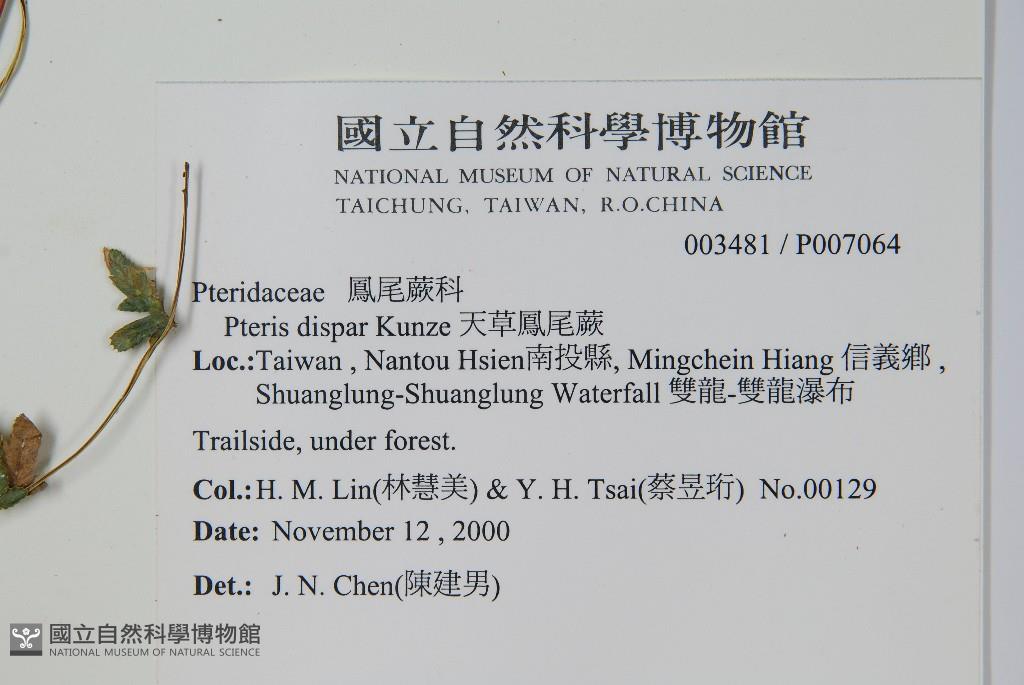 國立自然科學博物館
NATIONAL MUSEUM OF NATURAL SCIENCE
TAICHUNG, TAIWAN, R.O.CHINA
003481 / P007064
Pteridaceae 鳳尾蕨科
Pteris dispar Kunze 天草鳳尾蕨
Loc.:Taiwan , Nantou Hsien南投縣, Mingchein Hiang 信義鄉 ,
Shuanglung-Shuanglung Waterfall 雙龍-雙龍瀑布
Trailside, under forest.
Col.:H. M. Lin(林慧美) & Y. H. Tsai(蔡昱珩) No.00129
Date: November 12 , 2000
Det.: J. N. Chen(陳建男)
國立自然科學博物館
NATIONAL MUSEUM OF NATURAL SCIENCE